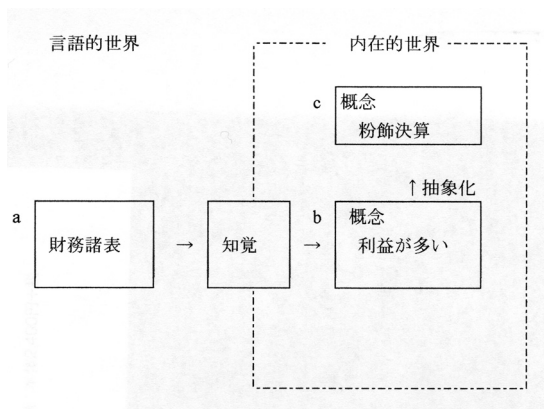 言語的世界
内在的世界
c
概念
粉飾決算
↑抽象化
a
財務諸表
→
知覚
→
b
概念
利益が多い